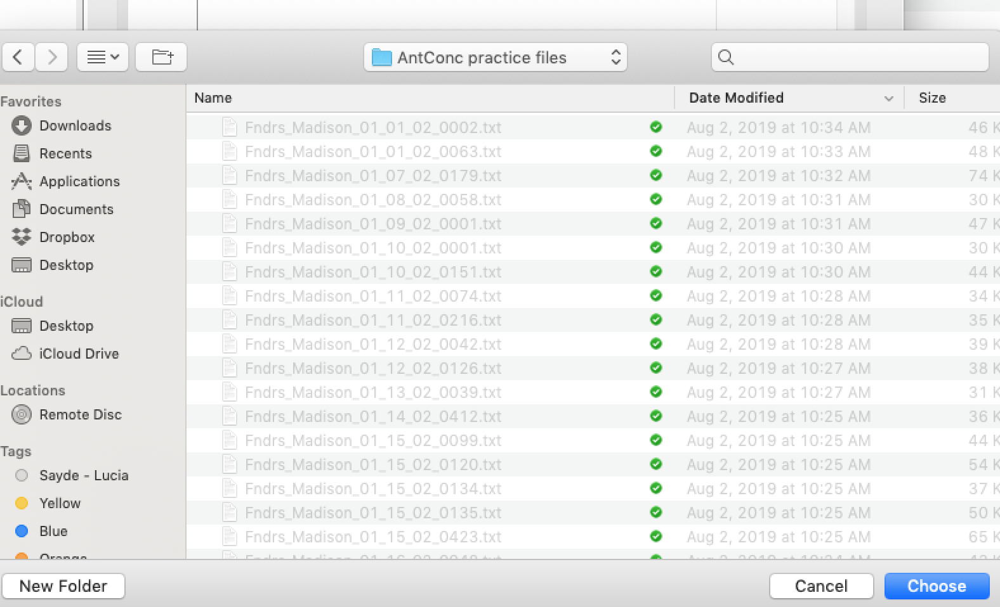 AntConc practice files
Favorites
Downloads
Recents
Applications
Documents
Dropbox
Desktop
iCloud
Desktop
iCloud Drive
Locations
Remote Disc
Tags
Sayde - Lucia
Yellow
Blue
Orange
Name Date Modified Size
Fndrs_Madison_01_01_02_0002.txt Aug 2, 2019 at 10:34 AM 46 K
Fndrs_Madison_01_01_02_0063.txt Aug 2, 2019 at 10:33 AM 48 K
Fndrs_Madison_01_07_02_0179.txt Aug 2, 2019 at 10:32 AM 74 K
Fndrs_Madison_01_08_02_0058.txt Aug 2, 2019 at 10:31 AM 30 K
Fndrs_Madison_01_09_02_0001.txt Aug 2, 2019 at 10:31 AM 47 K
Fndrs_Madison_01_10_02_0001.txt Aug 2, 2019 at 10:30 AM 30 K
Fndrs_Madison_01_10_02_0151.txt Aug 2, 2019 at 10:30 AM 44 K
Fndrs_Madison_01_11_02_0074.txt Aug 2, 2019 at 10:28 AM 34 K
Fndrs_Madison_01_11_02_0216.txt Aug 2, 2019 at 10:28 AM 35 K
Fndrs_Madison_01_12_02_0042.txt Aug 2, 2019 at 10:28 AM 39 K
Fndrs_Madison_01_12_02_0126.txt Aug 2, 2019 at 10:27 AM 38 K
Fndrs_Madison_01_13_02_0039.txt Aug 2, 2019 at 10:27 AM 31 K
Fndrs_Madison_01_14_02_0412.txt Aug 2, 2019 at 10:25 AM 36 K
Fndrs_Madison_01_15_02_0099.txt Aug 2, 2019 at 10:25 AM 44 K
Fndrs_Madison_01_15_02_0120.txt Aug 2, 2019 at 10:25 AM 54 K
Fndrs_Madison_01_15_02_0134.txt Aug 2, 2019 at 10:25 AM 37 K
Fndrs_Madison_01_15_02_0135.txt Aug 2, 2019 at 10:25 AM 50 K
Fndrs_Madison_01_15_02_0423.txt Aug 2, 2019 at 10:25 AM 65 K
New Folder Cancel Choose